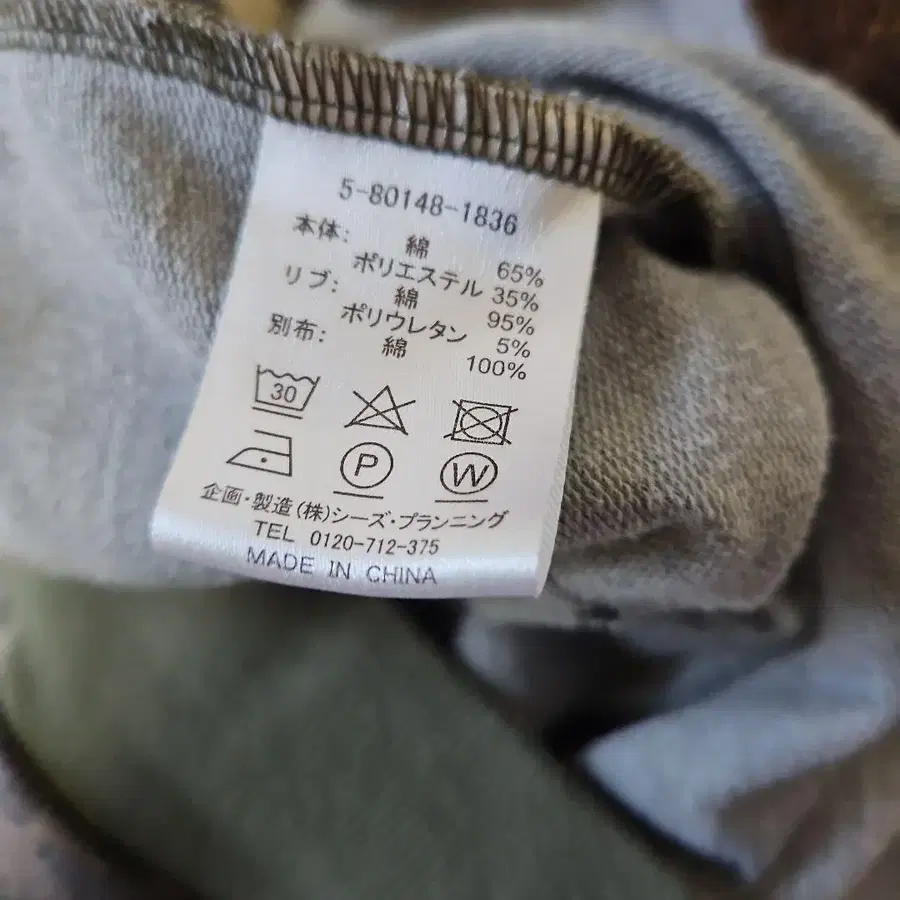 5-80148-1836
本体: 綿 65%
ポリエステル 35%
リブ: 綿 95%
ポリウレタン 5%
別布: 綿 100%
30
P W
企画・製造(株)シーズ・プランニング
TEL 0120-712-375
MADE IN CHINA